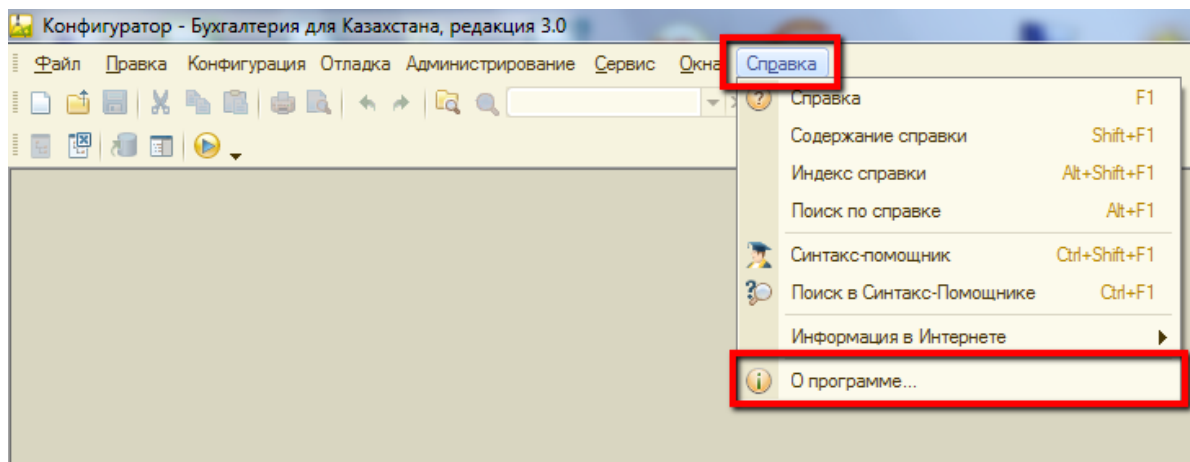 Конфигуратор - Бухгалтерия для Казахстана, редакция 3.0
Файл Правка Конфигурация Отладка Администрирование Сервис Окна Справка
Справка F1
Содержание справки Shift+F1
Индекс справки Alt+Shift+F1
Поиск по справке Alt+F1
Синтакс-помощник Ctrl+Shift+F1
Поиск в Синтакс-Помощнике Ctrl+F1
Информация в Интернете
О программе...